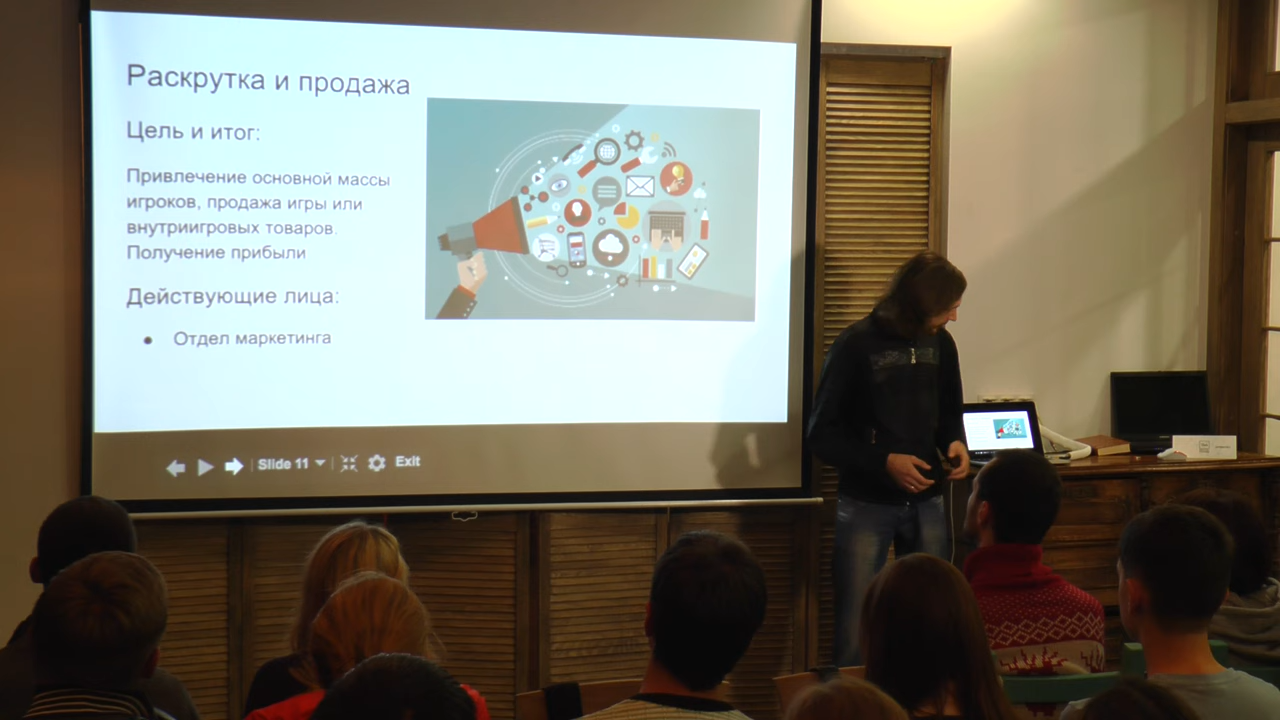 Раскрутка и продажа
Цель и итог:
Привлечение основной массы
игроков, продажа игры или
внутриигровых товаров.
Получение прибыли
Действующие лица:
● Отдел маркетинга
Slide 11
Exit